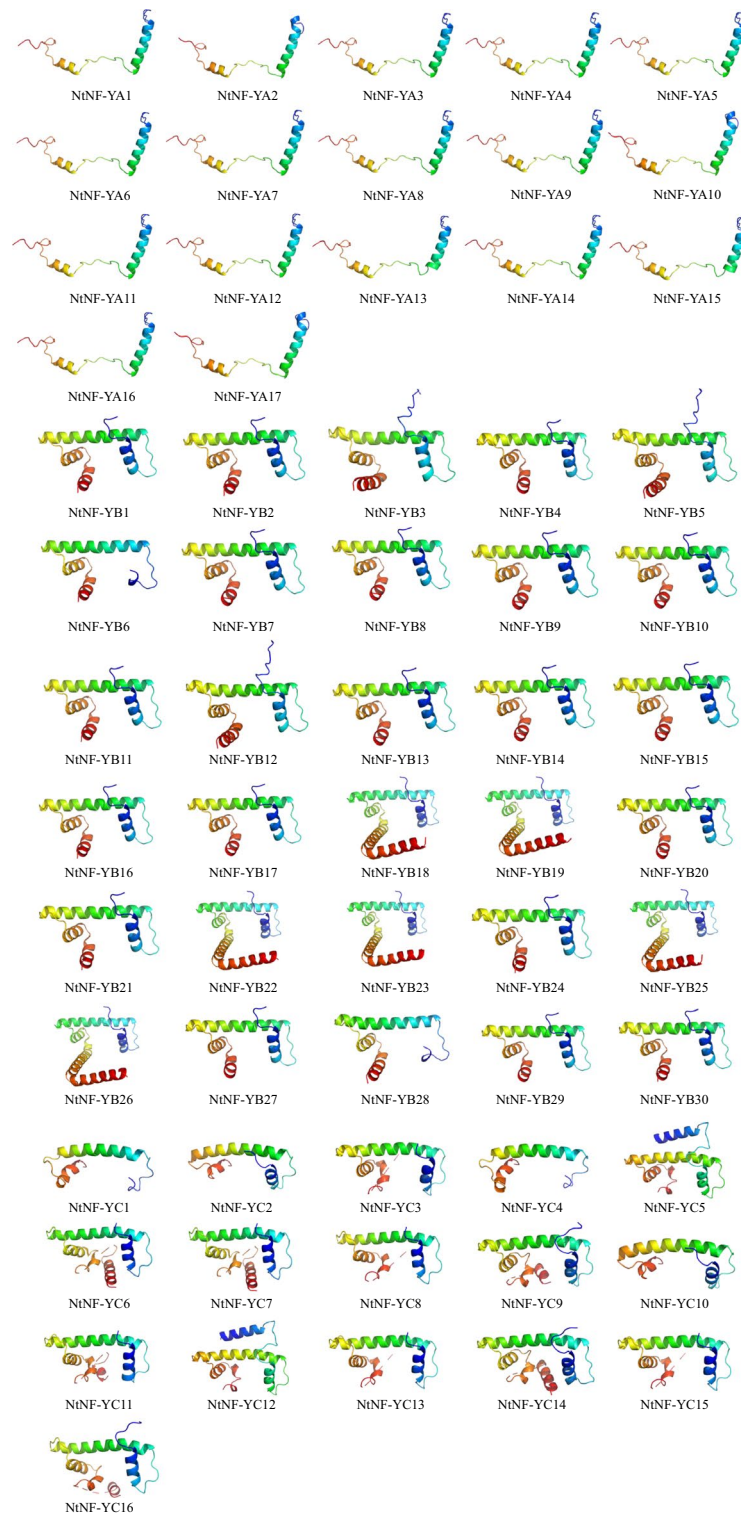 NtNF-YA1 NtNF-YA2 NtNF-YA3 NtNF-YA4 NtNF-YA5
NtNF-YA6 NtNF-YA7 NtNF-YA8 NtNF-YA9 NtNF-YA10
NtNF-YA11 NtNF-YA12 NtNF-YA13 NtNF-YA14 NtNF-YA15
NtNF-YA16 NtNF-YA17
NtNF-YB1 NtNF-YB2 NtNF-YB3 NtNF-YB4 NtNF-YB5
NtNF-YB6 NtNF-YB7 NtNF-YB8 NtNF-YB9 NtNF-YB10
NtNF-YB11 NtNF-YB12 NtNF-YB13 NtNF-YB14 NtNF-YB15
NtNF-YB16 NtNF-YB17 NtNF-YB18 NtNF-YB19 NtNF-YB20
NtNF-YB21 NtNF-YB22 NtNF-YB23 NtNF-YB24 NtNF-YB25
NtNF-YB26 NtNF-YB27 NtNF-YB28 NtNF-YB29 NtNF-YB30
NtNF-YC1 NtNF-YC2 NtNF-YC3 NtNF-YC4 NtNF-YC5
NtNF-YC6 NtNF-YC7 NtNF-YC8 NtNF-YC9 NtNF-YC10
NtNF-YC11 NtNF-YC12 NtNF-YC13 NtNF-YC14 NtNF-YC15
NtNF-YC16